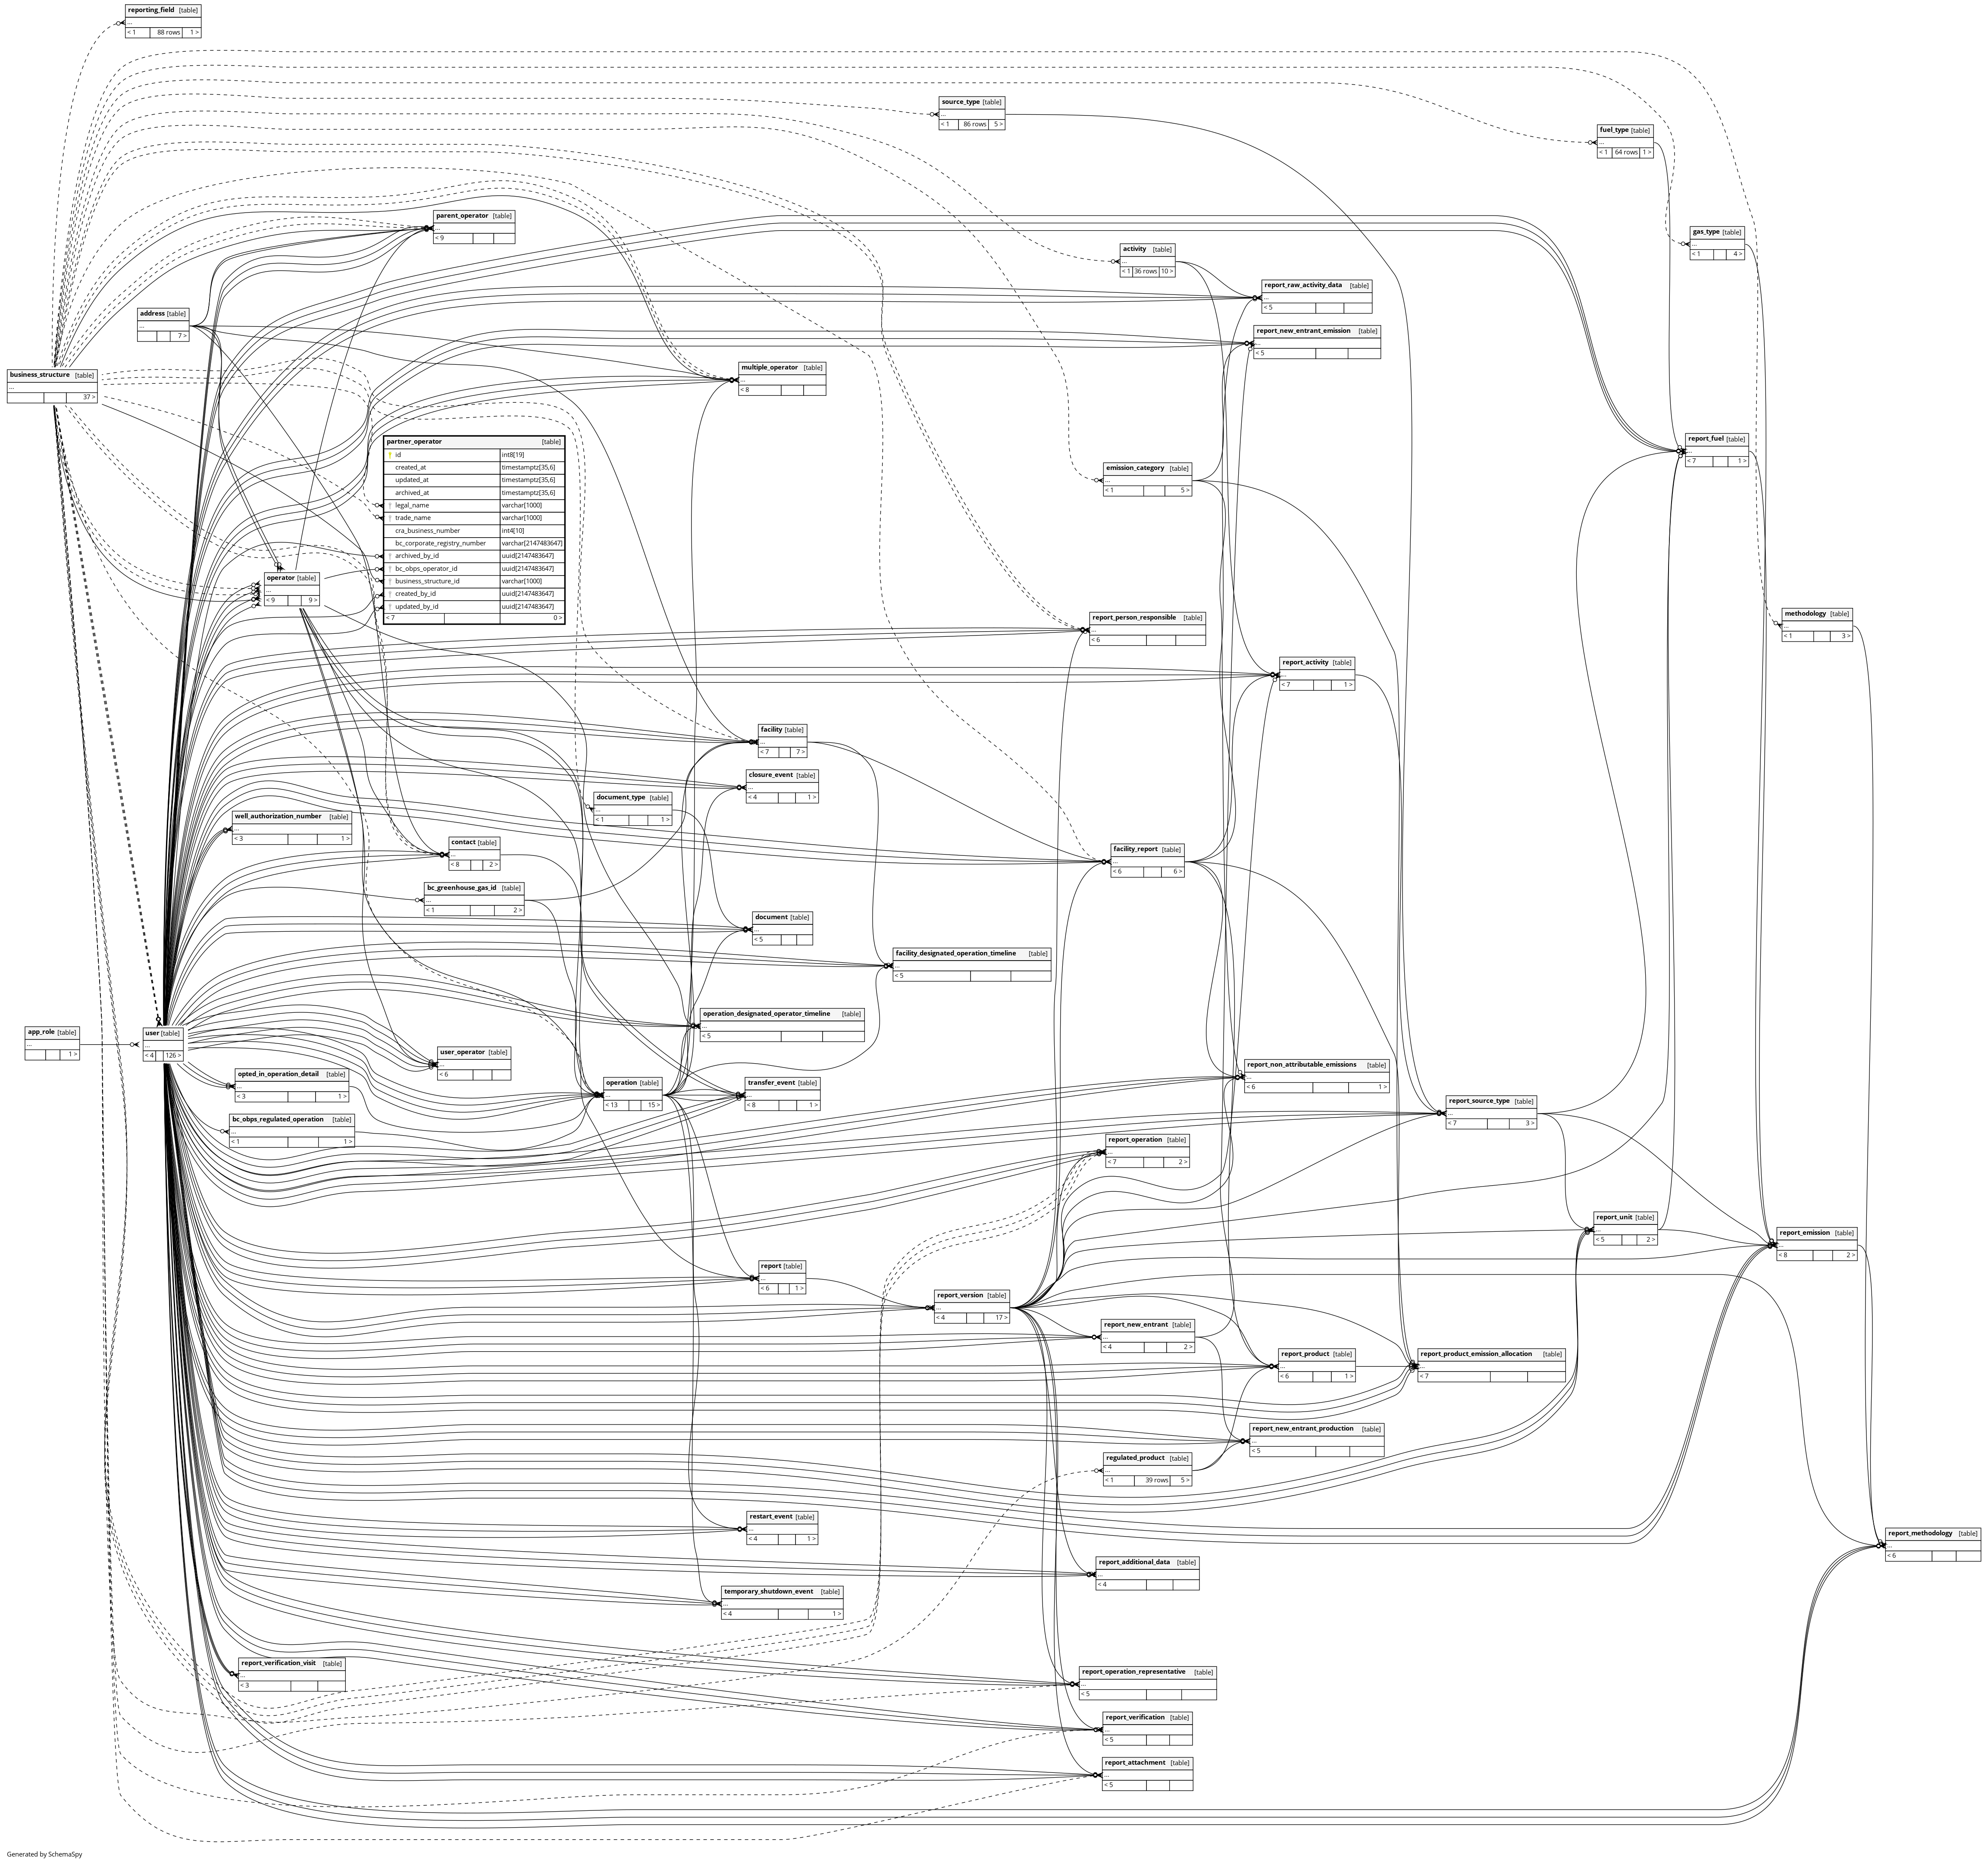 reporting_field [table]
...
< 1 88 rows 1 >
source_type [table]
...
< 1 86 rows 5 >
fuel_type [table]
...
< 1 64 rows 1 >
parent_operator [table]
...
< 9
gas_type [table]
...
< 1 4 >
activity [table]
...
< 1 36 rows 10 >
report_raw_activity_data [table]
...
< 5
address [table]
...
7 >
report_new_entrant_emission [table]
...
< 5
business_structure [table]
...
37 >
multiple_operator [table]
...
< 8
partner_operator [table]
id int8[19]
created_at timestamptz[35,6]
updated_at timestamptz[35,6]
archived_at timestamptz[35,6]
legal_name varchar[1000]
trade_name varchar[1000]
cra_business_number int4[10]
bc_corporate_registry_number varchar[2147483647]
archived_by_id uuid[2147483647]
bc_obps_operator_id uuid[2147483647]
business_structure_id varchar[1000]
created_by_id uuid[2147483647]
updated_by_id uuid[2147483647]
< 7 0 >
report_fuel [table]
...
< 7 1 >
emission_category [table]
...
< 1 5 >
operator [table]
...
< 9 9 >
report_person_responsible [table]
...
< 6
methodology [table]
...
< 1 3 >
report_activity [table]
...
< 7 1 >
facility [table]
...
< 7 7 >
closure_event [table]
...
< 4 1 >
document_type [table]
...
< 1 1 >
well_authorization_number [table]
...
< 3 1 >
contact [table]
...
< 8 2 >
facility_report [table]
...
< 6 6 >
bc_greenhouse_gas_id [table]
...
< 1 2 >
document [table]
...
< 5
facility_designated_operation_timeline [table]
...
< 5
operation_designated_operator_timeline [table]
...
< 5
app_role [table]
...
1 >
user [table]
...
< 4 126 >
user_operator [table]
...
< 6
opted_in_operation_detail [table]
...
< 3 1 >
operation [table]
...
< 13 15 >
transfer_event [table]
...
< 8 1 >
report_non_attributable_emissions [table]
...
< 6 1 >
report_source_type [table]
...
< 7 3 >
bc_obps_regulated_operation [table]
...
< 1 1 >
report_operation [table]
...
< 7 2 >
report_unit [table]
...
< 5 2 >
report_emission [table]
...
< 8 2 >
report [table]
...
< 6 1 >
report_version [table]
...
< 4 17 >
report_new_entrant [table]
...
< 4 2 >
report_product [table]
...
< 6 1 >
report_product_emission_allocation [table]
...
< 7
report_new_entrant_production [table]
...
< 5
regulated_product [table]
...
< 1 39 rows 5 >
restart_event [table]
...
< 4 1 >
report_methodology [table]
...
< 6
report_additional_data [table]
...
< 4
temporary_shutdown_event [table]
...
< 4 1 >
report_verification_visit [table]
...
< 3
report_operation_representative [table]
...
< 5
report_verification [table]
...
< 5
report_attachment [table]
...
< 5
Generated by SchemaSpy